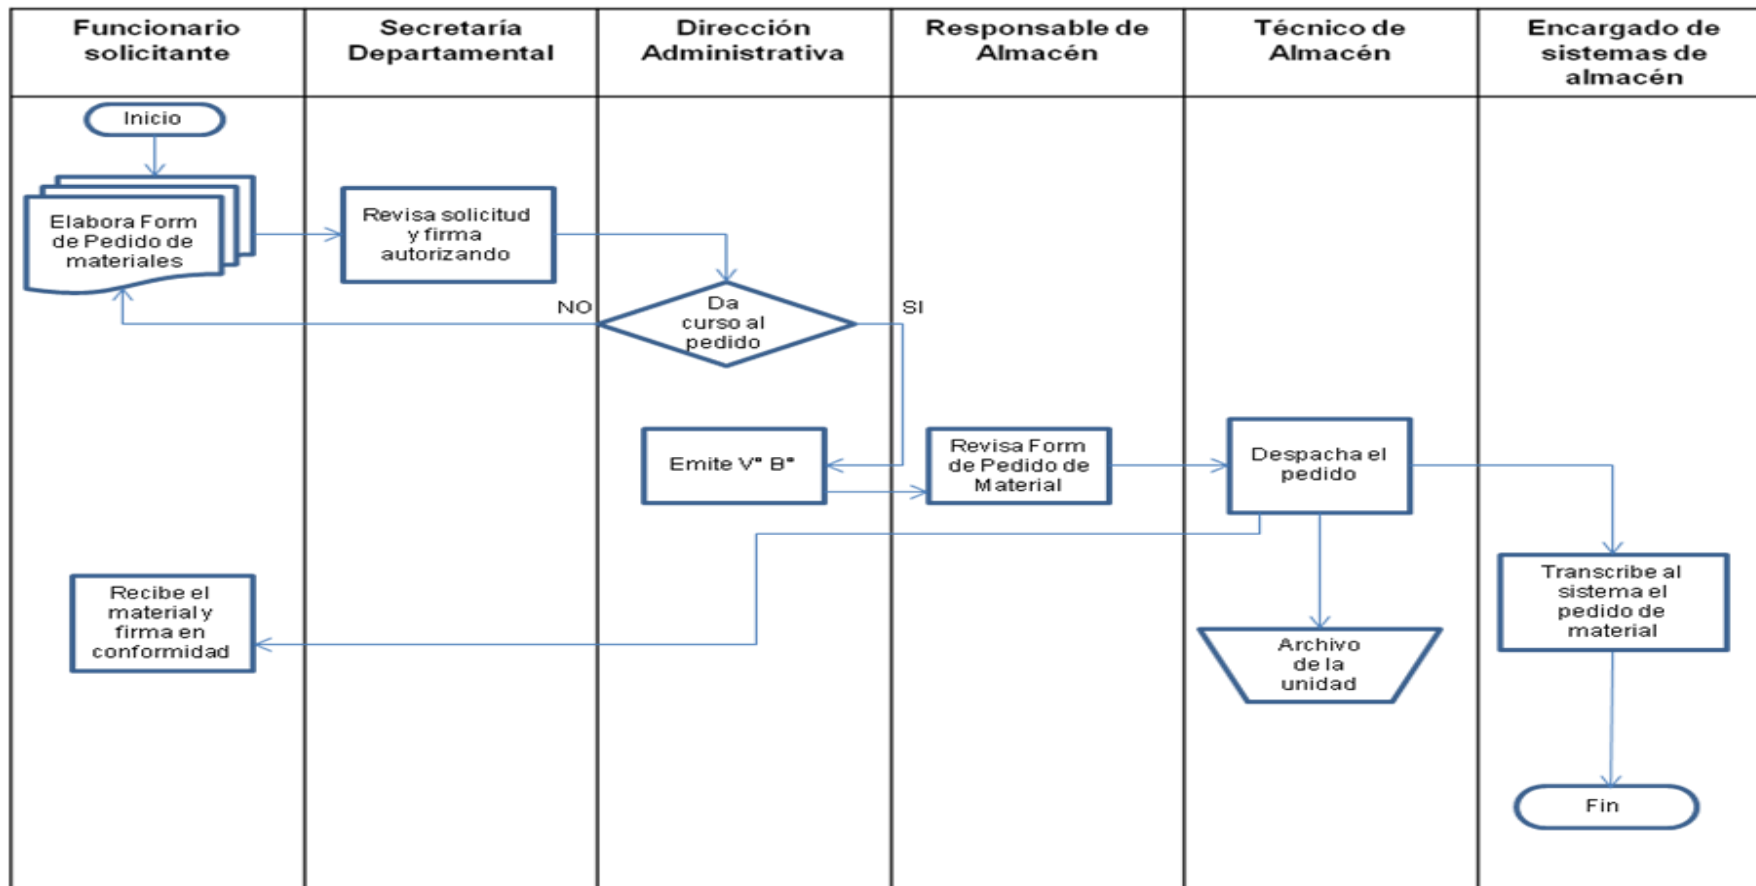 Funcionario
solicitante
Secretaría
Departamental
Dirección
Administrativa
Responsable de
Almacén
Técnico de
Almacén
Encargado de
sistemas de
almacén
Inicio
Elabora Form
de Pedido de
materiales
Revisa solicitud
y firma
autorizando
NO
Da
curso al
pedido
SI
Emite V° B°
Revisa Form
de Pedido de
Material
Despacha el
pedido
Recibe el
material y
firma en
conformidad
Archivo
de la
unidad
Transcribe al
sistema el
pedido de
material
Fin